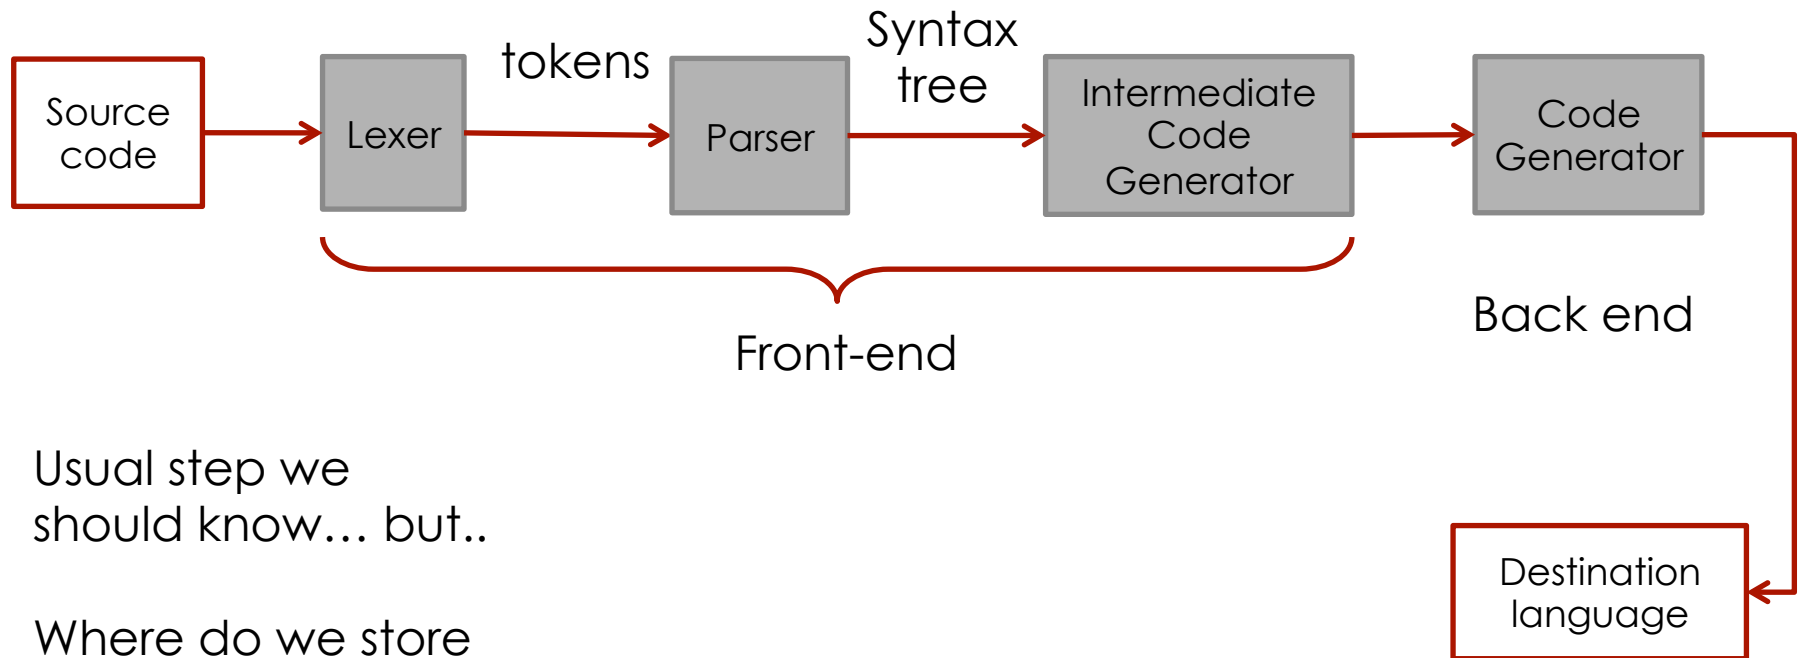 Source
code
Lexer
tokens
Parser
Syntax
tree
Intermediate
Code
Generator
Code
Generator
Front-end
Back end
Usual step we
should know… but..
Where do we store
Destination
language